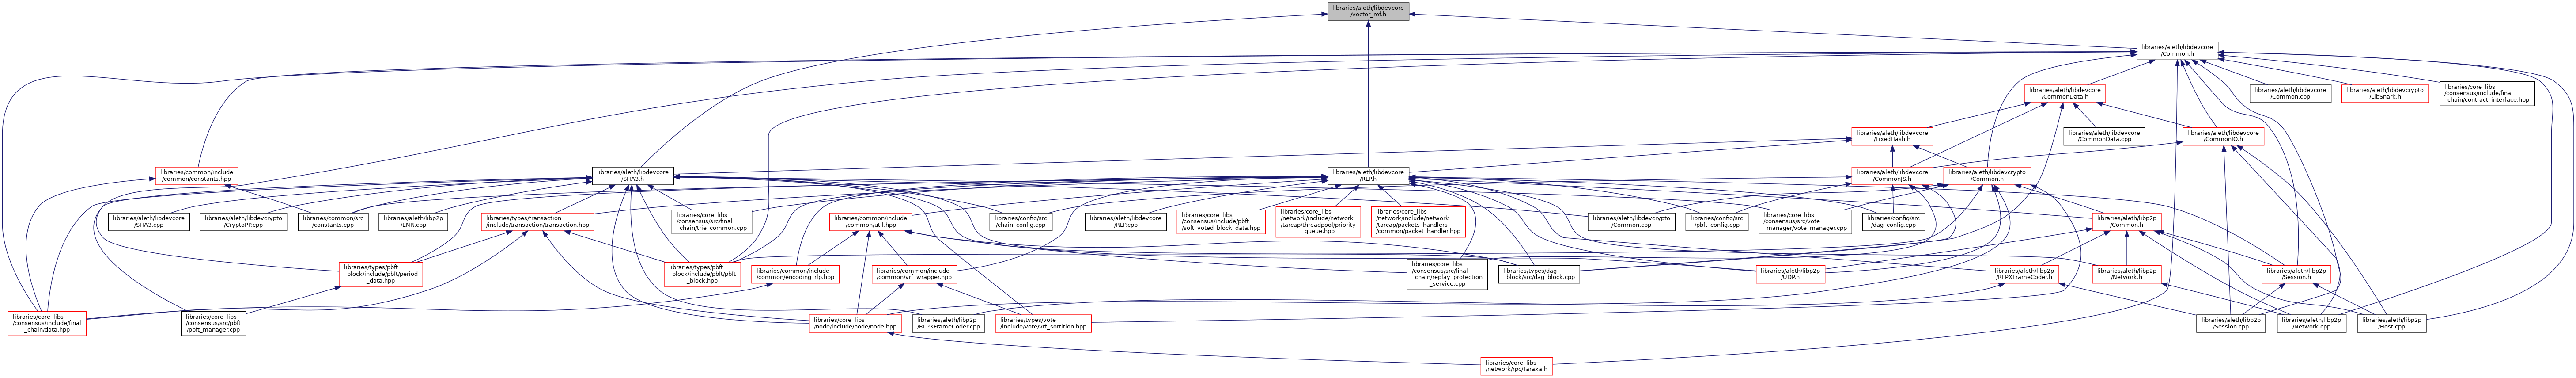 libraries/aleth/libdevcore
/vector_ref.h
libraries/aleth/libdevcore
/Common.h
libraries/aleth/libdevcore
/CommonData.h
libraries/aleth/libdevcore
/Common.cpp
libraries/aleth/libdevcrypto
/LibSnark.h
libraries/core_libs
/consensus/include/final
_chain/contract_interface.hpp
libraries/aleth/libdevcore
/FixedHash.h
libraries/aleth/libdevcore
/CommonData.cpp
libraries/aleth/libdevcore
/CommonIO.h
libraries/common/include
/common/constants.hpp
libraries/aleth/libdevcore
/SHA3.h
libraries/aleth/libdevcore
/RLP.h
libraries/aleth/libdevcore
/CommonJS.h
libraries/aleth/libdevcrypto
/Common.h
libraries/aleth/libdevcore
/SHA3.cpp
libraries/aleth/libdevcrypto
/CryptoPP.cpp
libraries/common/src
/constants.cpp
libraries/aleth/libp2p
/ENR.cpp
libraries/types/transaction
/include/transaction/transaction.hpp
libraries/core_libs
/consensus/src/final
_chain/trie_common.cpp
libraries/common/include
/common/util.hpp
libraries/config/src
/chain_config.cpp
libraries/aleth/libdevcore
/RLP.cpp
libraries/core_libs
/consensus/include/pbft
/soft_voted_block_data.hpp
libraries/core_libs
/network/include/network
/tarcap/threadpool/priority
_queue.hpp
libraries/core_libs
/network/include/network
/tarcap/packets_handlers
/common/packet_handler.hpp
libraries/aleth/libdevcrypto
/Common.cpp
libraries/config/src
/pbft_config.cpp
libraries/core_libs
/consensus/src/vote
_manager/vote_manager.cpp
libraries/config/src
/dag_config.cpp
libraries/aleth/libp2p
/Common.h
libraries/types/pbft
_block/include/pbft/period
_data.hpp
libraries/types/pbft
_block/include/pbft/pbft
_block.hpp
libraries/common/include
/common/encoding_rlp.hpp
libraries/common/include
/common/vrf_wrapper.hpp
libraries/core_libs
/consensus/src/final
_chain/replay_protection
_service.cpp
libraries/types/dag
_block/src/dag_block.cpp
libraries/aleth/libp2p
/UDP.h
libraries/aleth/libp2p
/RLPXFrameCoder.h
libraries/aleth/libp2p
/Network.h
libraries/aleth/libp2p
/Session.h
libraries/core_libs
/consensus/include/final
_chain/data.hpp
libraries/core_libs
/consensus/src/pbft
/pbft_manager.cpp
libraries/core_libs
/node/include/node/node.hpp
libraries/aleth/libp2p
/RLPXFrameCoder.cpp
libraries/types/vote
/include/vote/vrf_sortition.hpp
libraries/aleth/libp2p
/Session.cpp
libraries/aleth/libp2p
/Network.cpp
libraries/aleth/libp2p
/Host.cpp
libraries/core_libs
/network/rpc/Taraxa.h